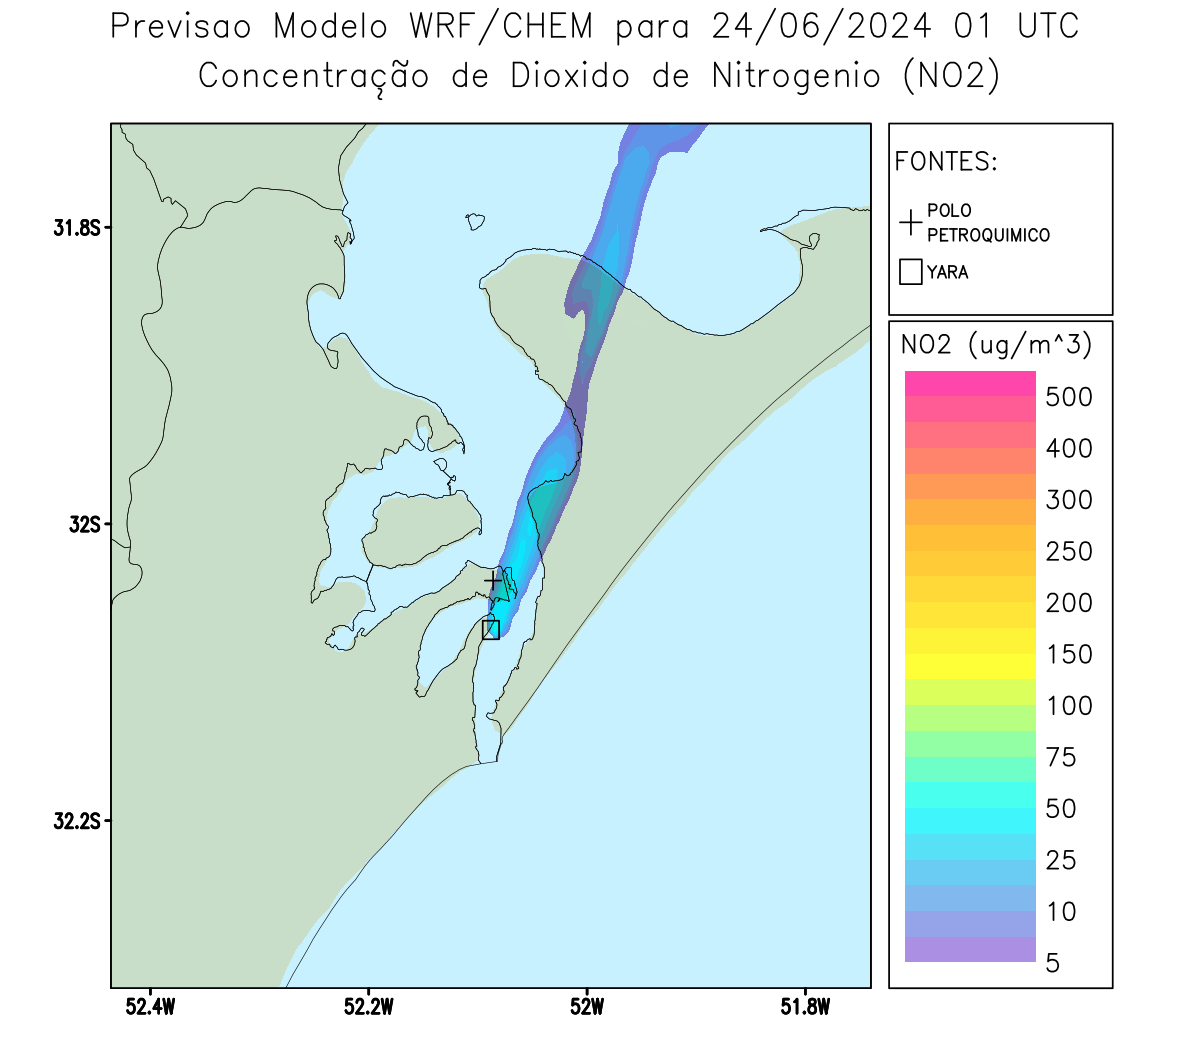 Previsao Modelo WRF/CHEM para 24/06/2024 01 UTC
Concentração de Dioxido de Nitrogenio (NO2)
FONTES:
POLO
PETROQUIMICO
YARA
31.8S
32S
32.2S
52.4W
52.2W
52W
51.8W
NO2 (ug/m^3)
500
400
300
250
200
150
100
75
50
25
10
5